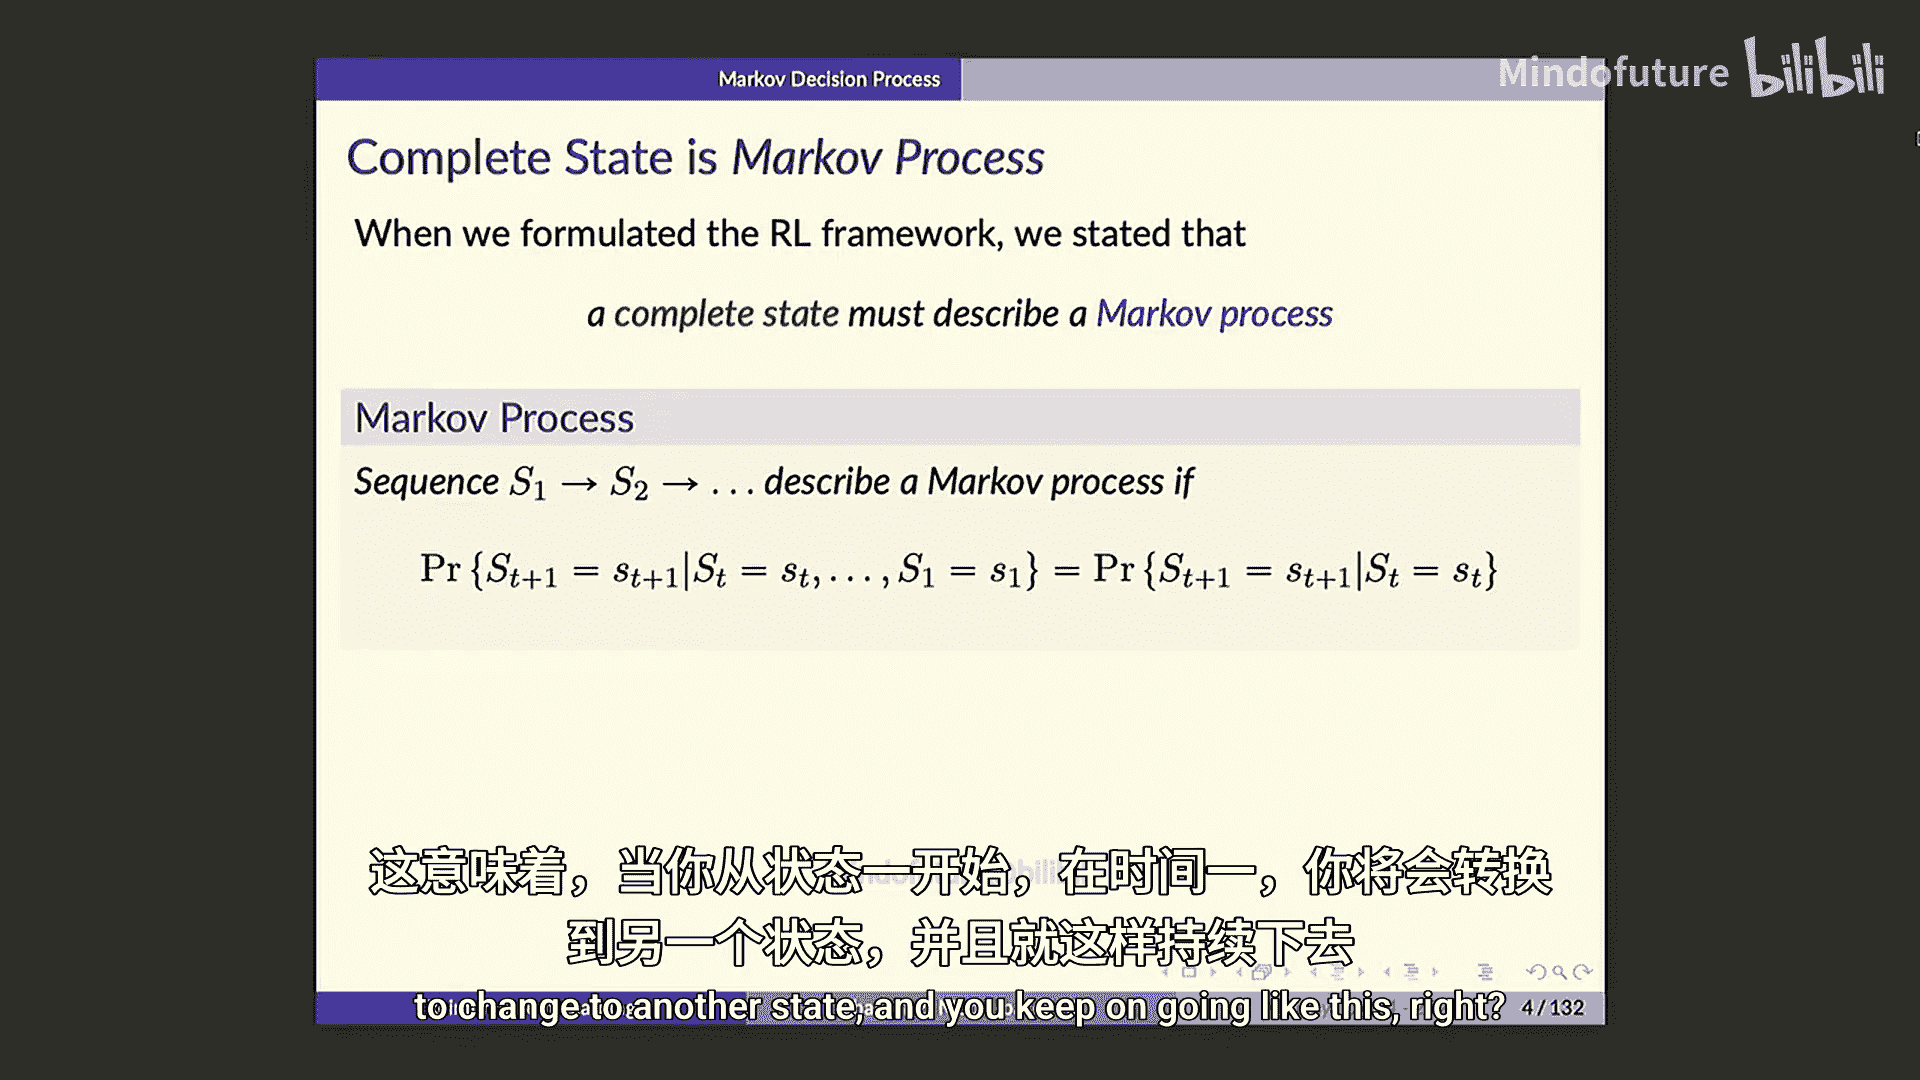 Mindofuture bilibili
Markov Decision Process
Complete State is Markov Process
When we formulated the RL framework, we stated that
a complete state must describe a Markov process
Markov Process
Sequence S₁ → S₂ → ... describe a Markov process if
Pr {Sₜ₊₁ = sₜ₊₁|Sₜ = sₜ, ..., S₁ = s₁} = Pr {Sₜ₊₁ = sₜ₊₁|Sₜ = sₜ}
这意味着，当你从状态一开始，在时间一，你将会转换
到另一个状态，并且就这样持续下去
to change to another state, and you keep on going like this, right?
4 / 132